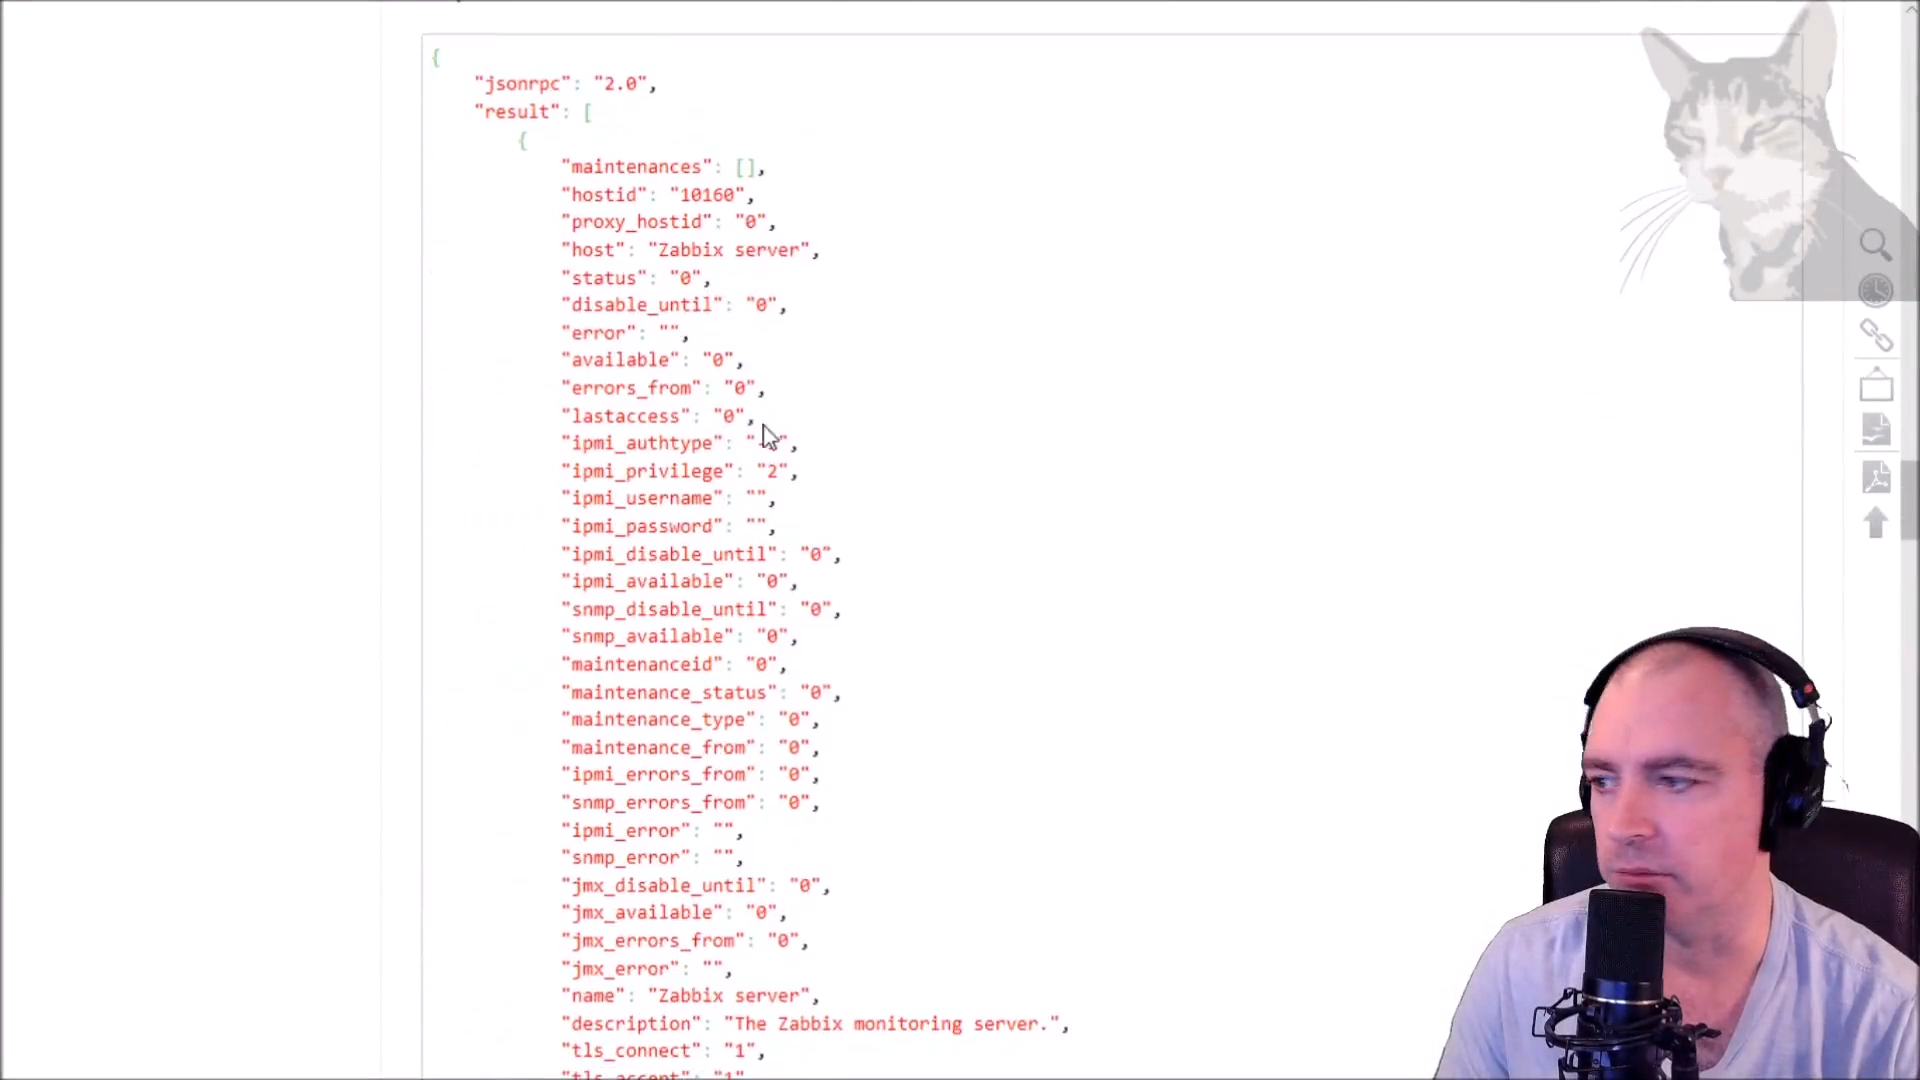 {
"jsonrpc": "2.0",
"result": [
{
"maintenances": [],
"hostid": "10160",
"proxy_hostid": "0",
"host": "Zabbix server",
"status": "0",
"disable_until": "0",
"error": "",
"available": "0",
"errors_from": "0",
"lastaccess": "0",
"ipmi_authtype":
"ipmi_privilege": "2",
"ipmi_username": "",
"ipmi_password": "",
"ipmi_disable_until": "0",
"ipmi_available": "0",
"snmp_disable_until": "0",
"snmp_available": "0",
"maintenanceid": "0",
"maintenance_status": "0",
"maintenance_type": "0",
"maintenance_from": "0",
"ipmi_errors_from": "0",
"snmp_errors_from": "0",
"ipmi_error": "",
"snmp_error": "",
"jmx_disable_until": "0",
"jmx_available": "0",
"jmx_errors_from": "0",
"jmx_error": "",
"name": "Zabbix server",
"description": "The Zabbix monitoring server.",
"tls_connect": "1",
"tls_accept": "1"